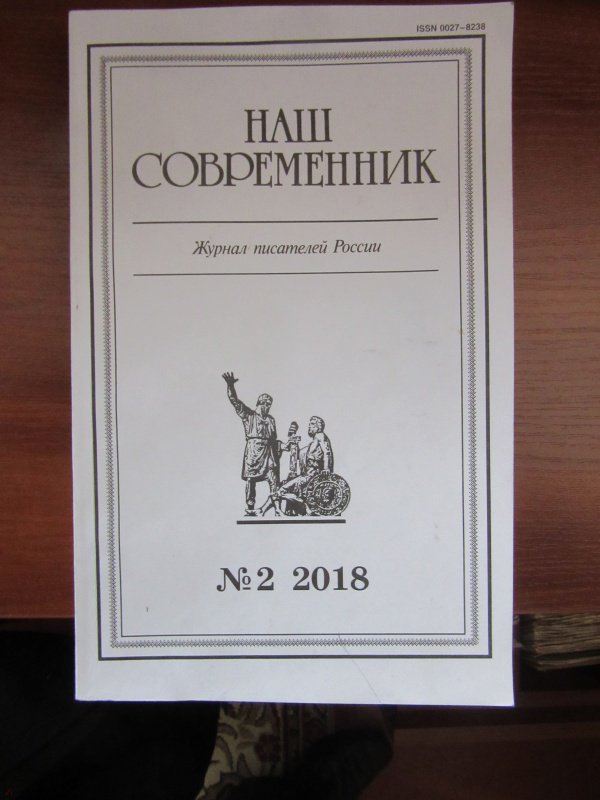 ISSN 0027–8238
НАШ
СОВРЕМЕННИК
Журнал писателей России
№2 2018